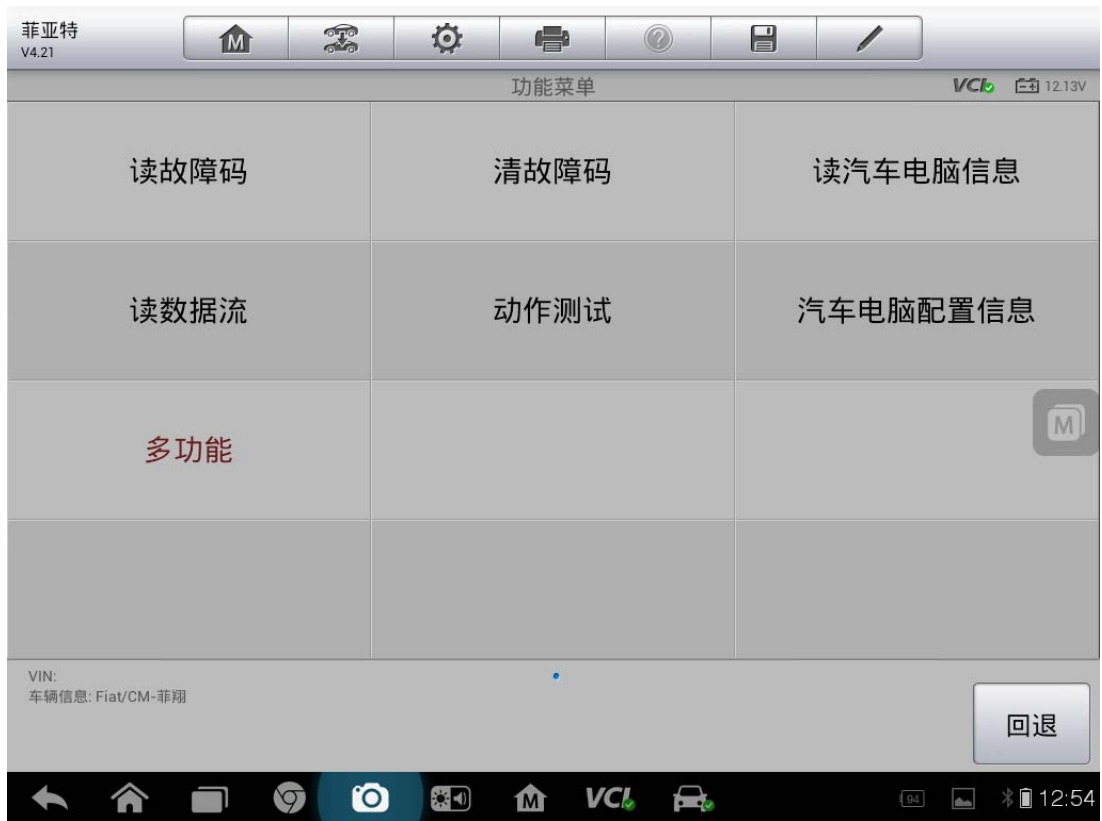 菲亚特
V4.21
M
?
功能菜单
VCI
12.13V
读故障码
清故障码
读汽车电脑信息
读数据流
动作测试
汽车电脑配置信息
多功能
M
VIN:
车辆信息: Fiat/CM-菲翔
回退
M
VCI
94
12:54